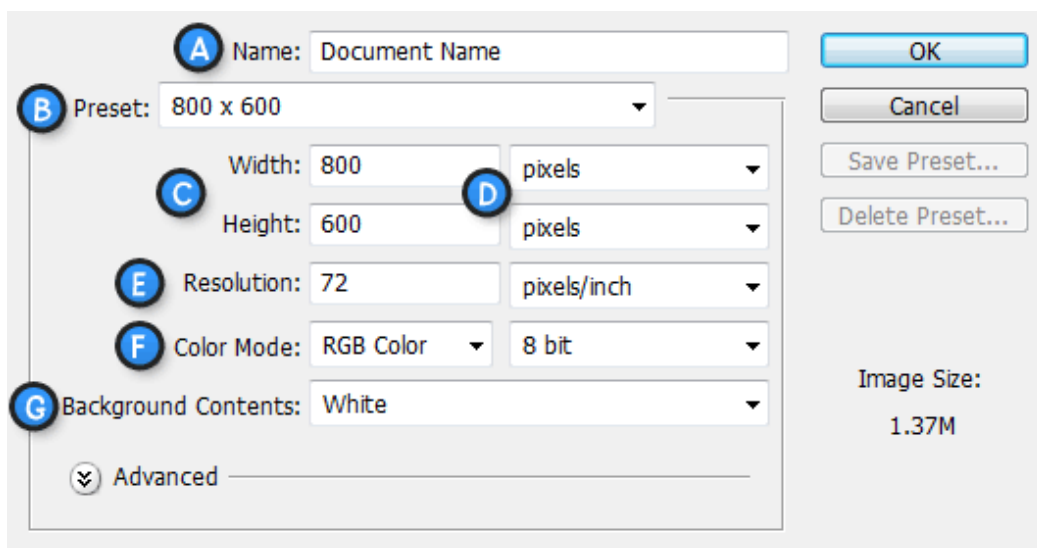 A Name: Document Name
OK
B Preset: 800 x 600
Cancel
Width: 800 pixels
Save Preset...
C D
Height: 600 pixels
Delete Preset...
E Resolution: 72 pixels/inch
F Color Mode: RGB Color 8 bit
Image Size:
G Background Contents: White
1.37M
Advanced